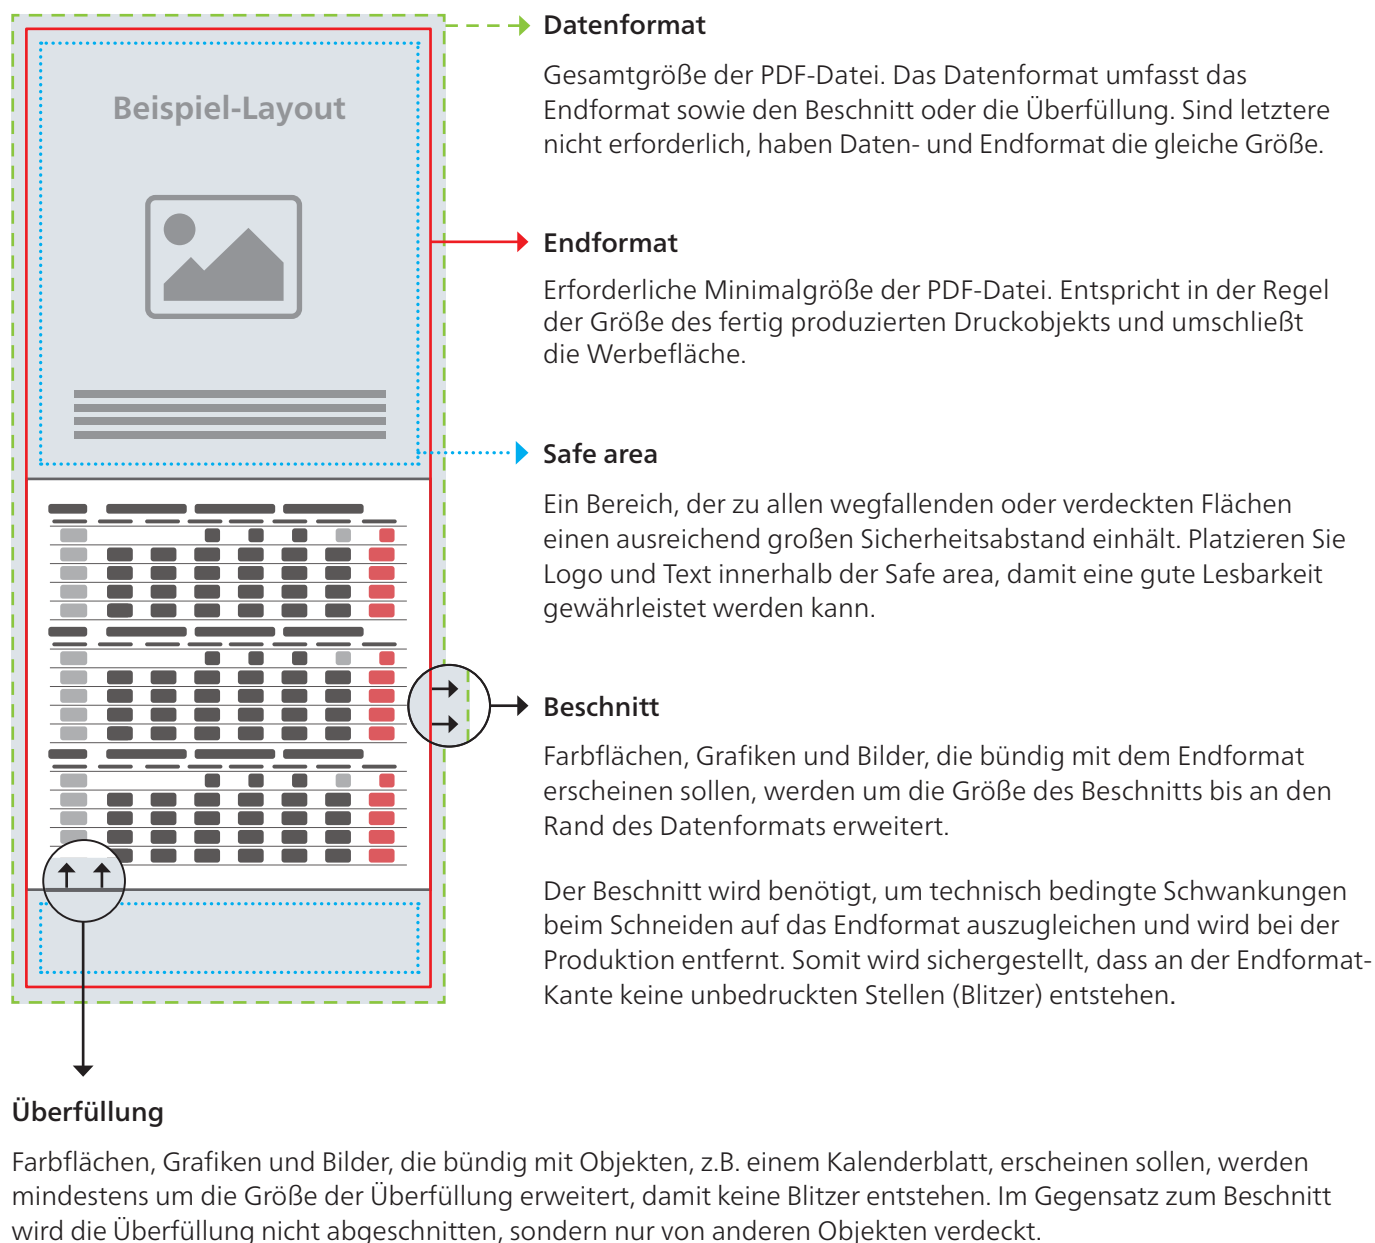 Beispiel-Layout
Datenformat
Gesamtgröße der PDF-Datei. Das Datenformat umfasst das
Endformat sowie den Beschnitt oder die Überfüllung. Sind letztere
nicht erforderlich, haben Daten- und Endformat die gleiche Größe.
Endformat
Erforderliche Minimalgröße der PDF-Datei. Entspricht in der Regel
der Größe des fertig produzierten Druckobjekts und umschließt
die Werbefläche.
Safe area
Ein Bereich, der zu allen wegfallenden oder verdeckten Flächen
einen ausreichend großen Sicherheitsabstand einhält. Platzieren Sie
Logo und Text innerhalb der Safe area, damit eine gute Lesbarkeit
gewährleistet werden kann.
Beschnitt
Farbflächen, Grafiken und Bilder, die bündig mit dem Endformat
erscheinen sollen, werden um die Größe des Beschnitts bis an den
Rand des Datenformats erweitert.
Der Beschnitt wird benötigt, um technisch bedingte Schwankungen
beim Schneiden auf das Endformat auszugleichen und wird bei der
Produktion entfernt. Somit wird sichergestellt, dass an der Endformat-
Kante keine unbedruckten Stellen (Blitzer) entstehen.
Überfüllung
Farbflächen, Grafiken und Bilder, die bündig mit Objekten, z.B. einem Kalenderblatt, erscheinen sollen, werden
mindestens um die Größe der Überfüllung erweitert, damit keine Blitzer entstehen. Im Gegensatz zum Beschnitt
wird die Überfüllung nicht abgeschnitten, sondern nur von anderen Objekten verdeckt.